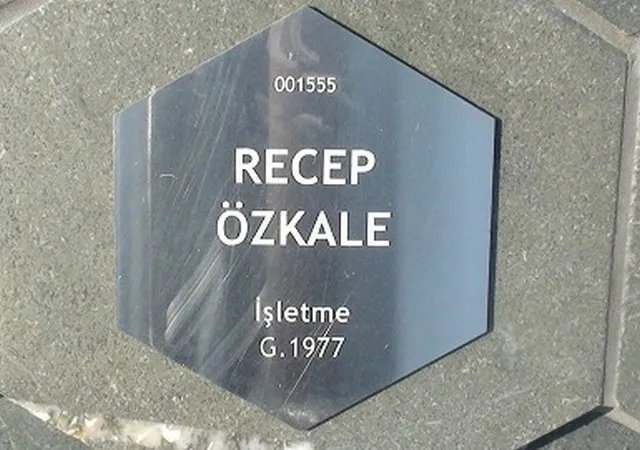 001555
RECEP
ÖZKALE
İşletme
G.1977